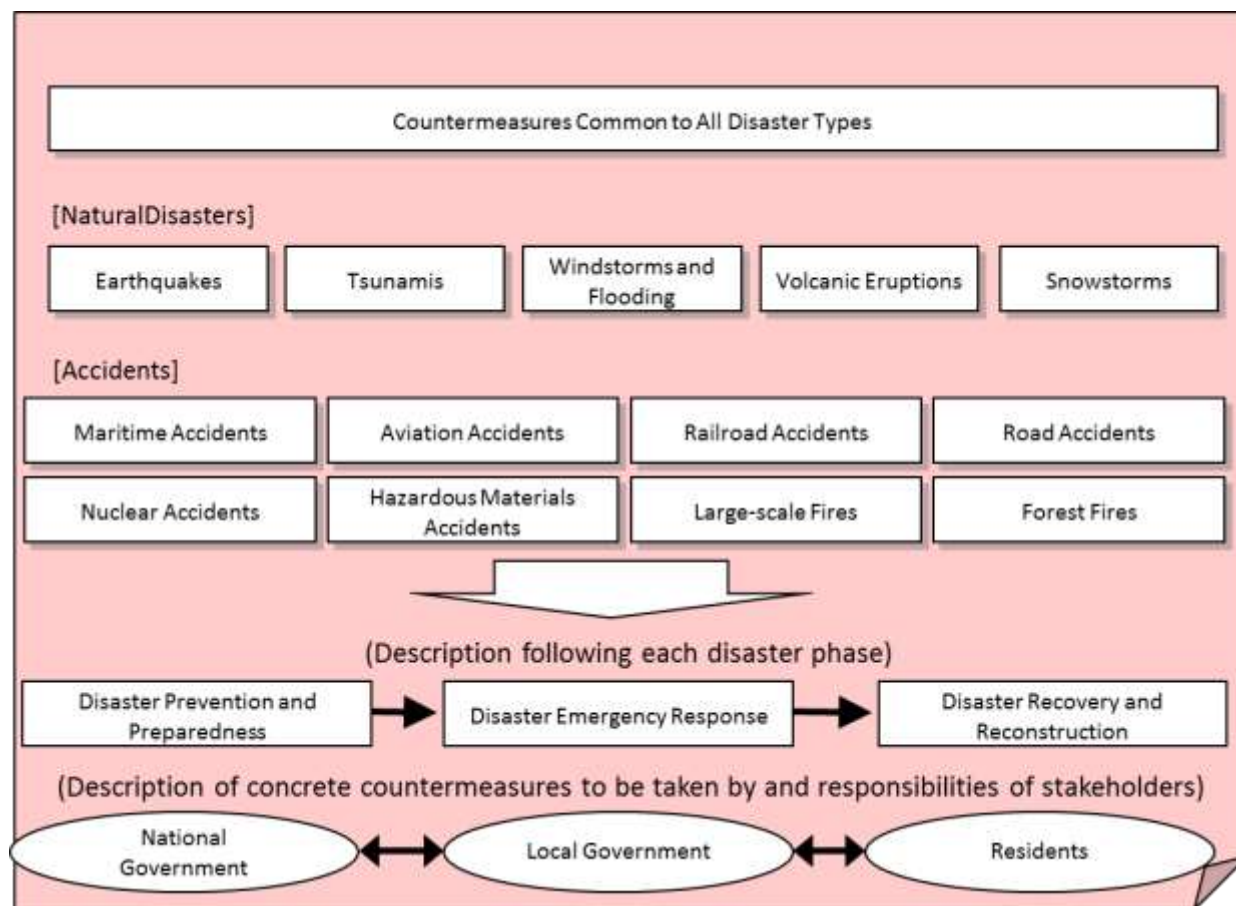 Countermeasures Common to All Disaster Types
[NaturalDisasters]
Earthquakes
Tsunamis
Windstorms and
Flooding
Volcanic Eruptions
Snowstorms
[Accidents]
Maritime Accidents
Aviation Accidents
Railroad Accidents
Road Accidents
Nuclear Accidents
Hazardous Materials
Accidents
Large-scale Fires
Forest Fires
(Description following each disaster phase)
Disaster Prevention and
Preparedness
Disaster Emergency Response
Disaster Recovery and
Reconstruction
(Description of concrete countermeasures to be taken by and responsibilities of stakeholders)
National
Government
Local Government
Residents